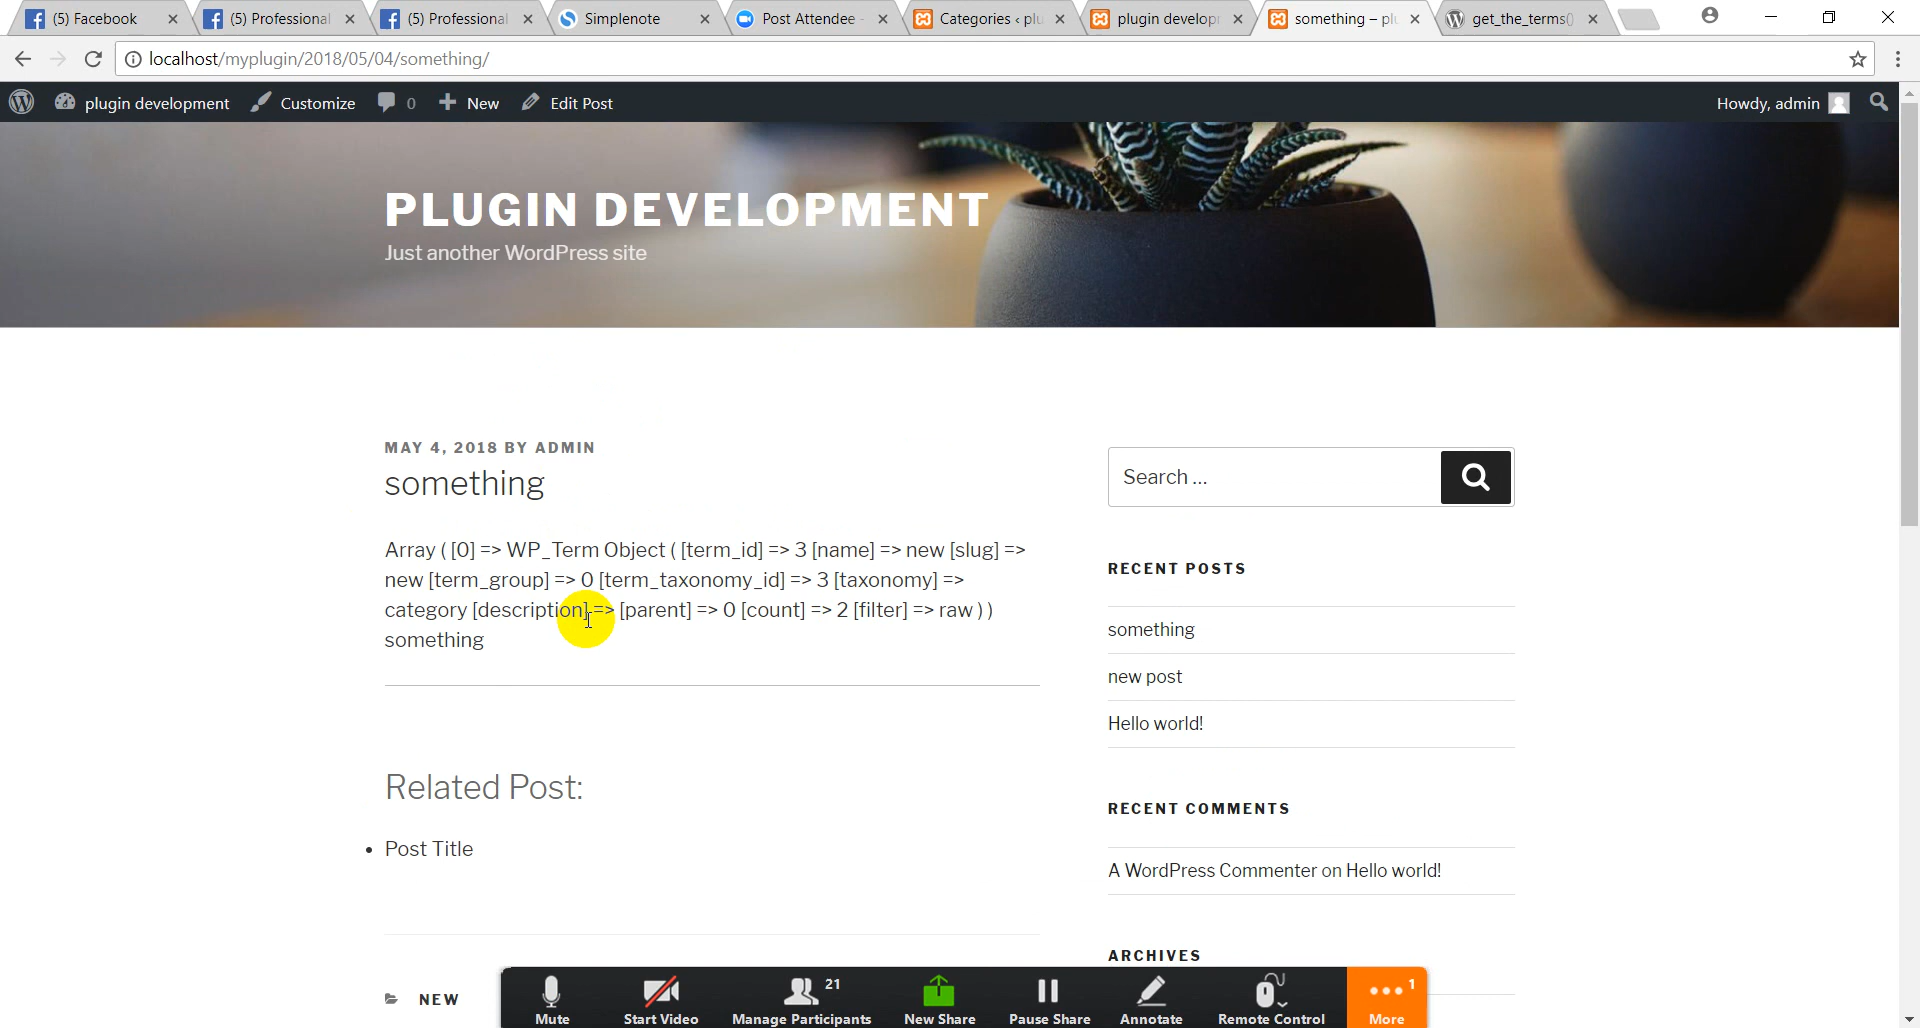 (5) Facebook
(5) Professional
(5) Professional
Simplenote
Post Attendee -
Categories ‹ plu
plugin develop
something – plu
get_the_terms()
localhost/myplugin/2018/05/04/something/
plugin development
Customize
0
New
Edit Post
Howdy, admin
PLUGIN DEVELOPMENT
Just another WordPress site
MAY 4, 2018 BY ADMIN
something
Array ( [0] => WP_Term Object ( [term_id] => 3 [name] => new [slug] =>
new [term_group] => 0 [term_taxonomy_id] => 3 [taxonomy] =>
category [description] => [parent] => 0 [count] => 2 [filter] => raw ) )
something
Related Post:
• Post Title
NEW
Search ...
RECENT POSTS
something
new post
Hello world!
RECENT COMMENTS
A WordPress Commenter on Hello world!
ARCHIVES
Mute
Start Video
21
Manage Participants
New Share
Pause Share
Annotate
Remote Control
1
More